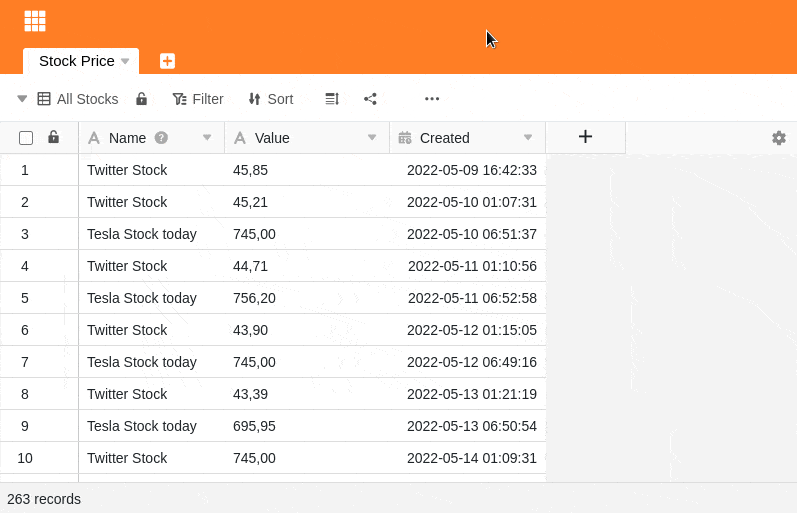 Stock Price
All Stocks Filter Sort
Name Value Created
1 Twitter Stock 45,85 2022-05-09 16:42:33
2 Twitter Stock 45,21 2022-05-10 01:07:31
3 Tesla Stock today 745,00 2022-05-10 06:51:37
4 Twitter Stock 44,71 2022-05-11 01:10:56
5 Tesla Stock today 756,20 2022-05-11 06:52:58
6 Twitter Stock 43,90 2022-05-12 01:15:05
7 Tesla Stock today 745,00 2022-05-12 06:49:16
8 Twitter Stock 43,39 2022-05-13 01:21:19
9 Tesla Stock today 695,95 2022-05-13 06:50:54
10 Twitter Stock 745,00 2022-05-14 01:09:31
263 records